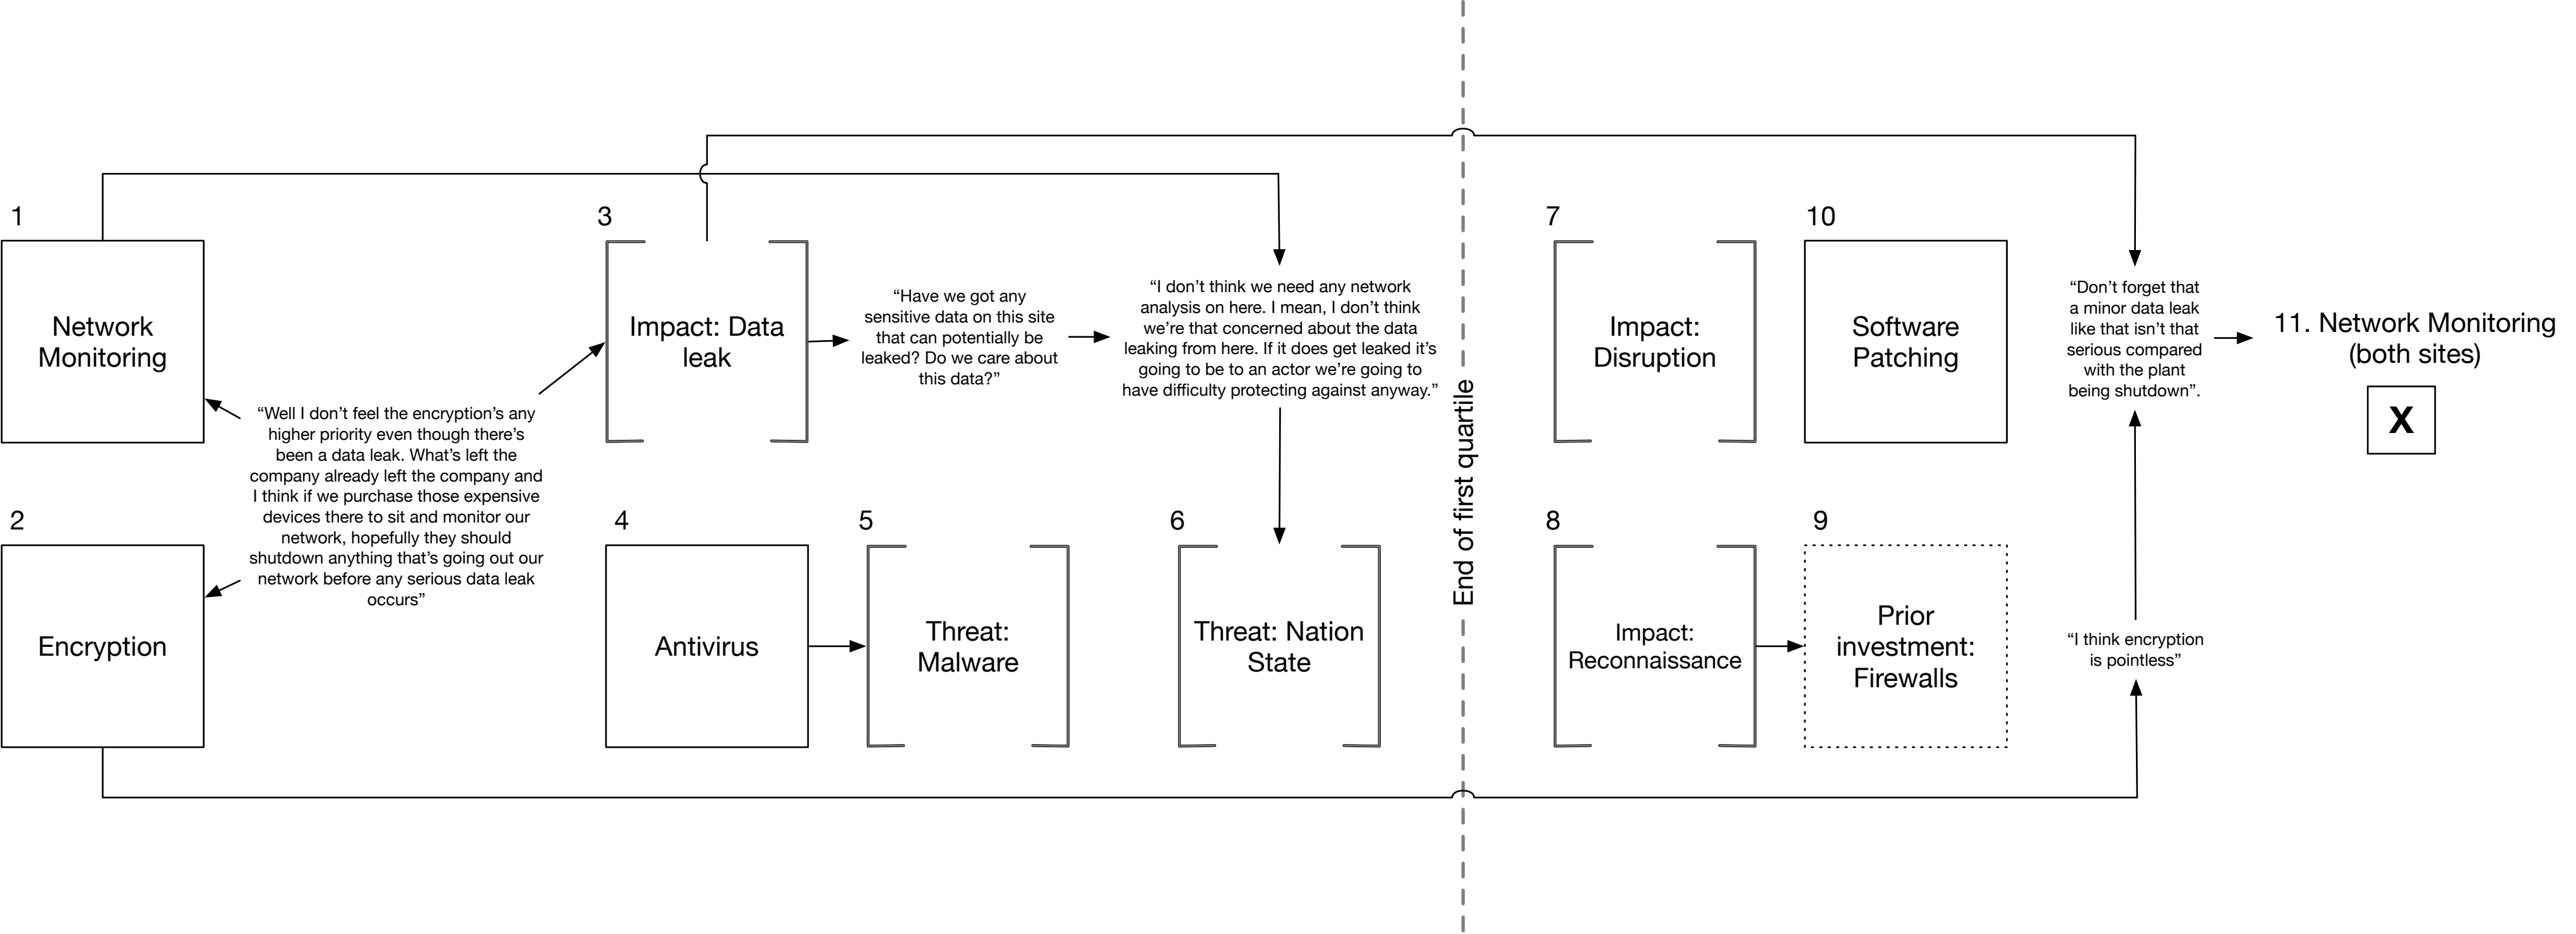 1
Network
Monitoring
2
Encryption
“Well I don’t feel the encryption’s any
higher priority even though there’s
been a data leak. What’s left the
company already left the company and
I think if we purchase those expensive
devices there to sit and monitor our
network, hopefully they should
shutdown anything that’s going out our
network before any serious data leak
occurs”
3
Impact: Data
leak
“Have we got any
sensitive data on this site
that can potentially be
leaked? Do we care about
this data?”
“I don’t think we need any network
analysis on here. I mean, I don’t think
we’re that concerned about the data
leaking from here. If it does get leaked it’s
going to be to an actor we’re going to
have difficulty protecting against anyway.”
4
Antivirus
5
Threat:
Malware
6
Threat: Nation
State
End of first quartile
7
Impact:
Disruption
10
Software
Patching
8
Impact:
Reconnaissance
9
Prior
investment:
Firewalls
“Don’t forget that
a minor data leak
like that isn’t that
serious compared
with the plant
being shutdown”.
“I think encryption
is pointless”
11. Network Monitoring
(both sites)
X